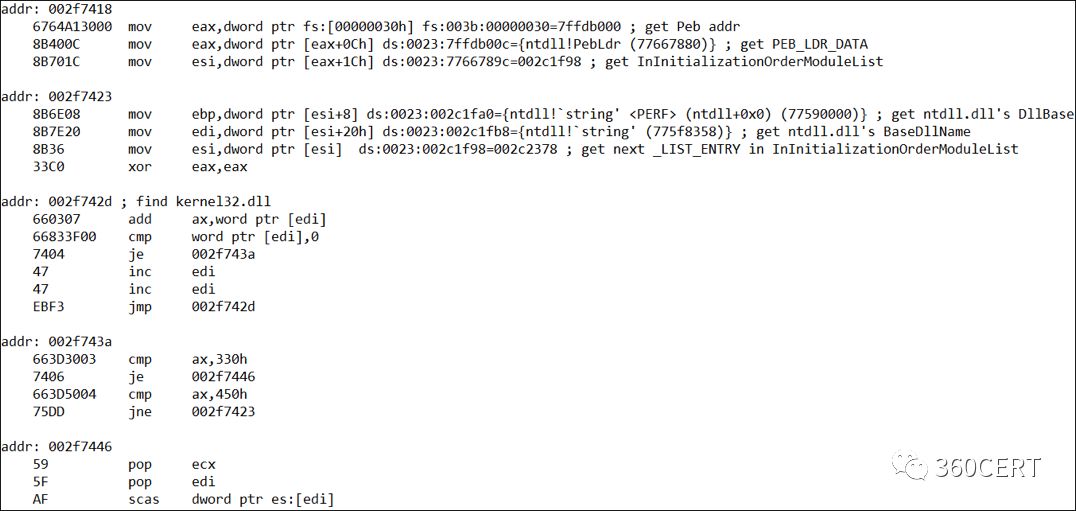 addr: 002f7418
6764A13000 mov eax,dword ptr fs:[00000030h] fs:003b:00000030=7ffdb000 ; get Peb addr
8B400C mov eax,dword ptr [eax+0Ch] ds:0023:7ffdb00c={ntdll!PebLdr (77667880)} ; get PEB_LDR_DATA
8B701C mov esi,dword ptr [eax+1Ch] ds:0023:7766789c=002c1f98 ; get InInitializationOrderModuleList
addr: 002f7423
8B6E08 mov ebp,dword ptr [esi+8] ds:0023:002c1fa0={ntdll!`string' <PERF> (ntdll+0x0) (77590000)} ; get ntdll.dll's DllBase
8B7E20 mov edi,dword ptr [esi+20h] ds:0023:002c1fb8={ntdll!`string' (775f8358)} ; get ntdll.dll's BaseDllName
8B36 mov esi,dword ptr [esi] ds:0023:002c1f98=002c2378 ; get next _LIST_ENTRY in InInitializationOrderModuleList
33C0 xor eax,eax
addr: 002f742d ; find kernel32.dll
660307 add ax,word ptr [edi]
66833F00 cmp word ptr [edi],0
7404 je 002f743a
47 inc edi
47 inc edi
EBF3 jmp 002f742d
addr: 002f743a
663D3003 cmp ax,330h
7406 je 002f7446
663D5004 cmp ax,450h
75DD jne 002f7423
addr: 002f7446
59 pop ecx
5F pop edi
AF scas dword ptr es:[edi]
360CERT